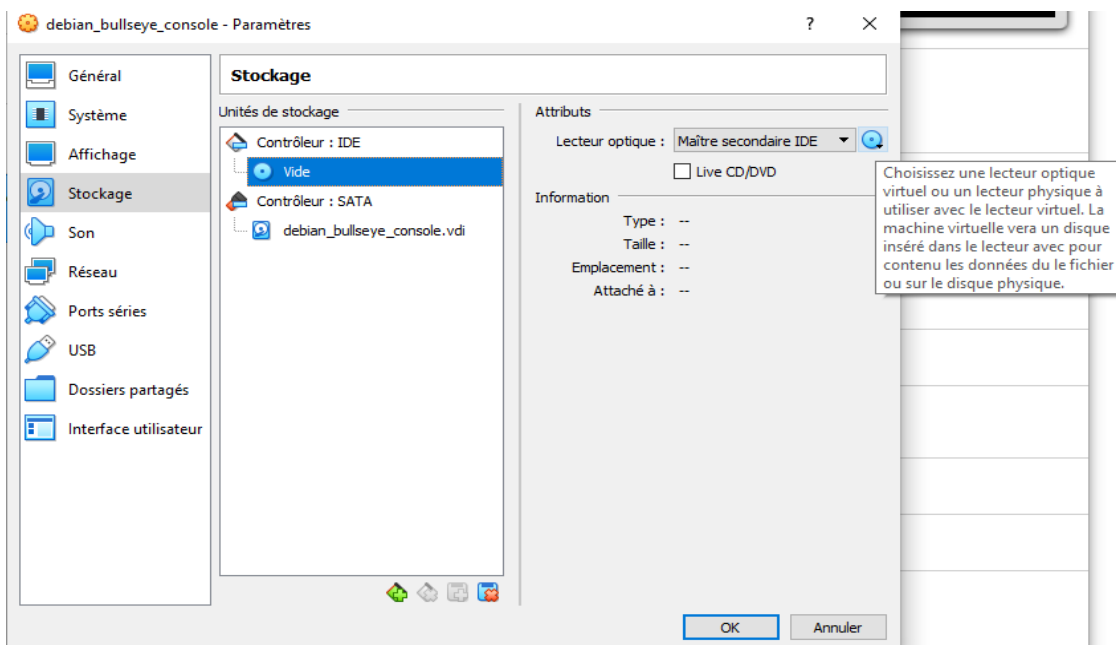 debian_bullseye_console - Paramètres ? ×
Général
Système
Affichage
Stockage
Son
Réseau
Ports séries
USB
Dossiers partagés
Interface utilisateur
Stockage
Unités de stockage
Contrôleur : IDE
Vide
Contrôleur : SATA
debian_bullseye_console.vdi
Attributs
Lecteur optique : Maître secondaire IDE
Live CD/DVD
Information
Type : --
Taille : --
Emplacement : --
Attaché à : --
Choisissez une lecteur optique
virtuel ou un lecteur physique à
utiliser avec le lecteur virtuel. La
machine virtuelle vera un disque
inséré dans le lecteur avec pour
contenu les données du le fichier
ou sur le disque physique.
OK Annuler